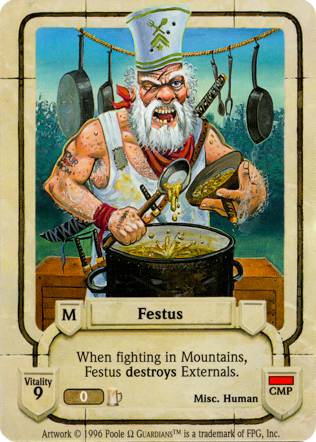 M
Festus
When fighting in Mountains,
Festus destroys Externals.
Vitality
9
0
Misc. Human
CMP
Artwork © 1996 Poole Ω GUARDIANS™ is a trademark of FPG, Inc.